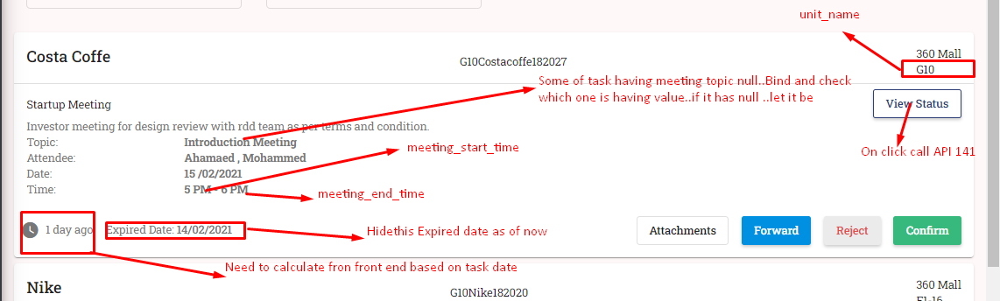 unit_name
Costa Coffe
G10Costacoffe182027
360 Mall
G10
Some of task having meeting topic null..Bind and check
which one is having value..if it has null ..let it be
Startup Meeting
View Status
Investor meeting for design review with rdd team as per terms and condition.
Topic: Introduction Meeting
meeting_start_time
On click call API 141
Attendee: Ahamaed , Mohammed
Date: 15 /02/2021
Time: 5 PM - 6 PM
meeting_end_time
1 day ago
Expired Date: 14/02/2021
Hidethis Expired date as of now
Attachments
Forward
Reject
Confirm
Need to calculate fron front end based on task date
Nike
G10Nike182020
360 Mall
F1-16